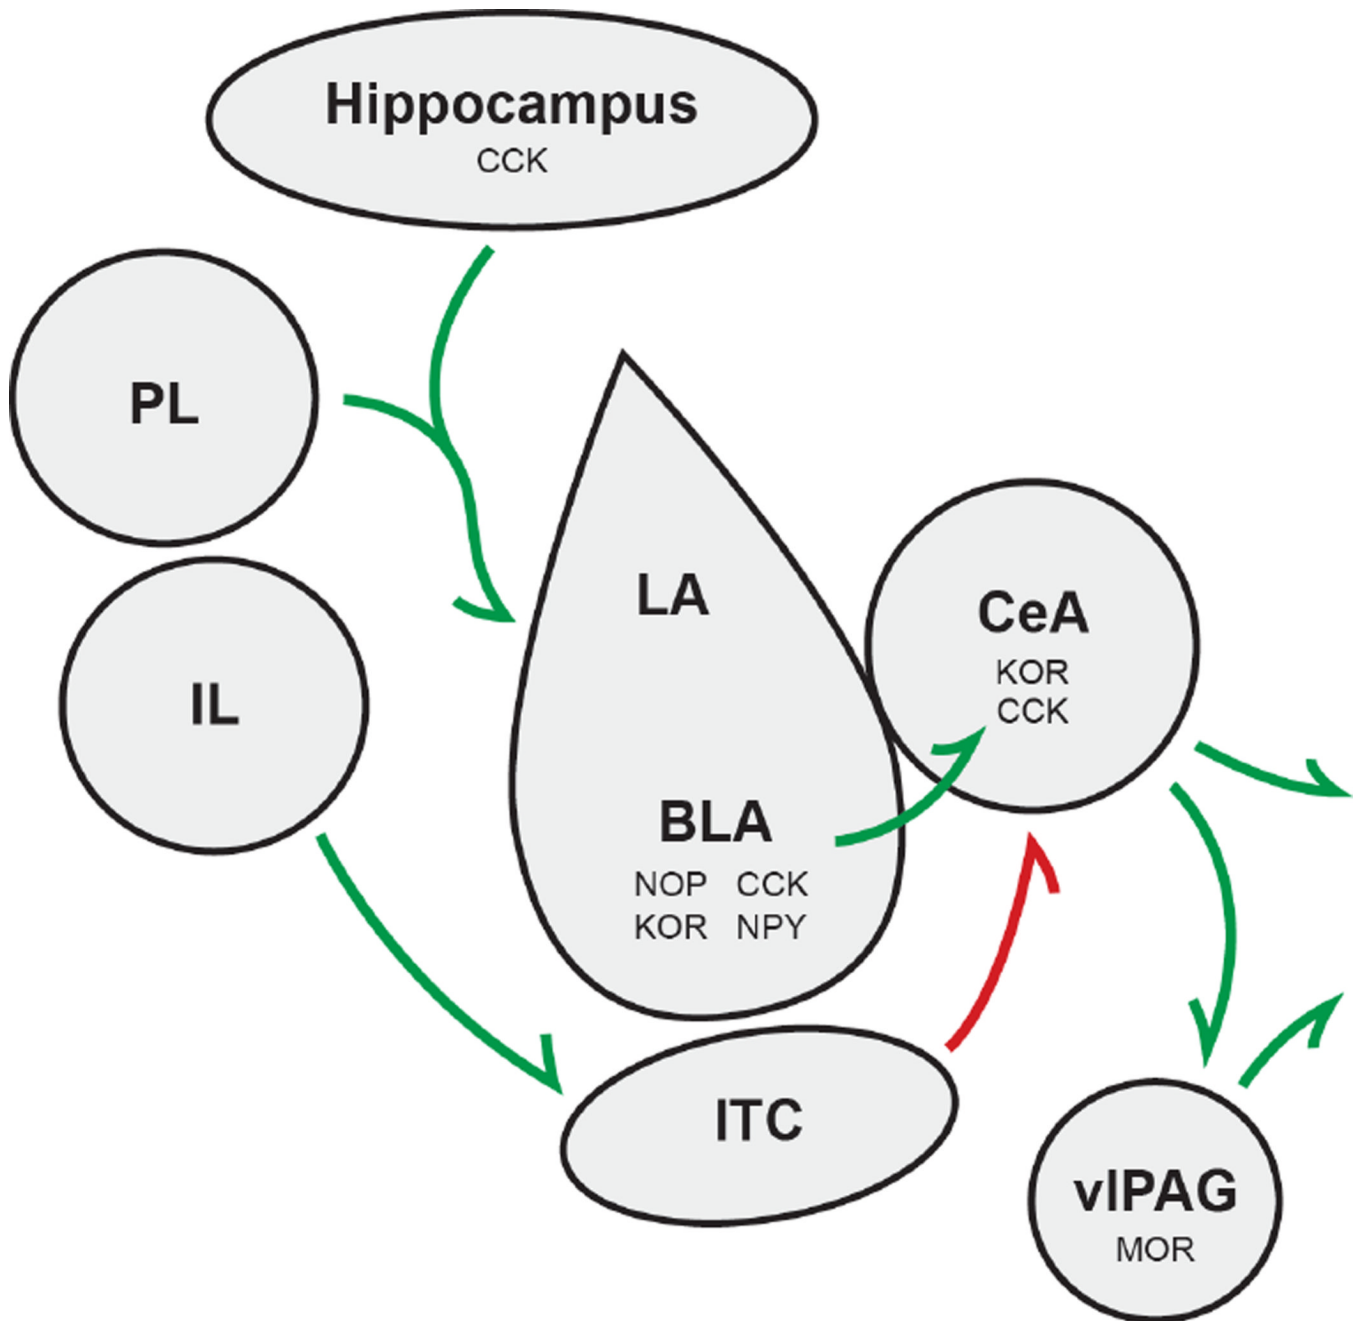 Hippocampus
CCK
PL
IL
LA
CeA
KOR
CCK
BLA
NOP CCK
KOR NPY
ITC
vlPAG
MOR